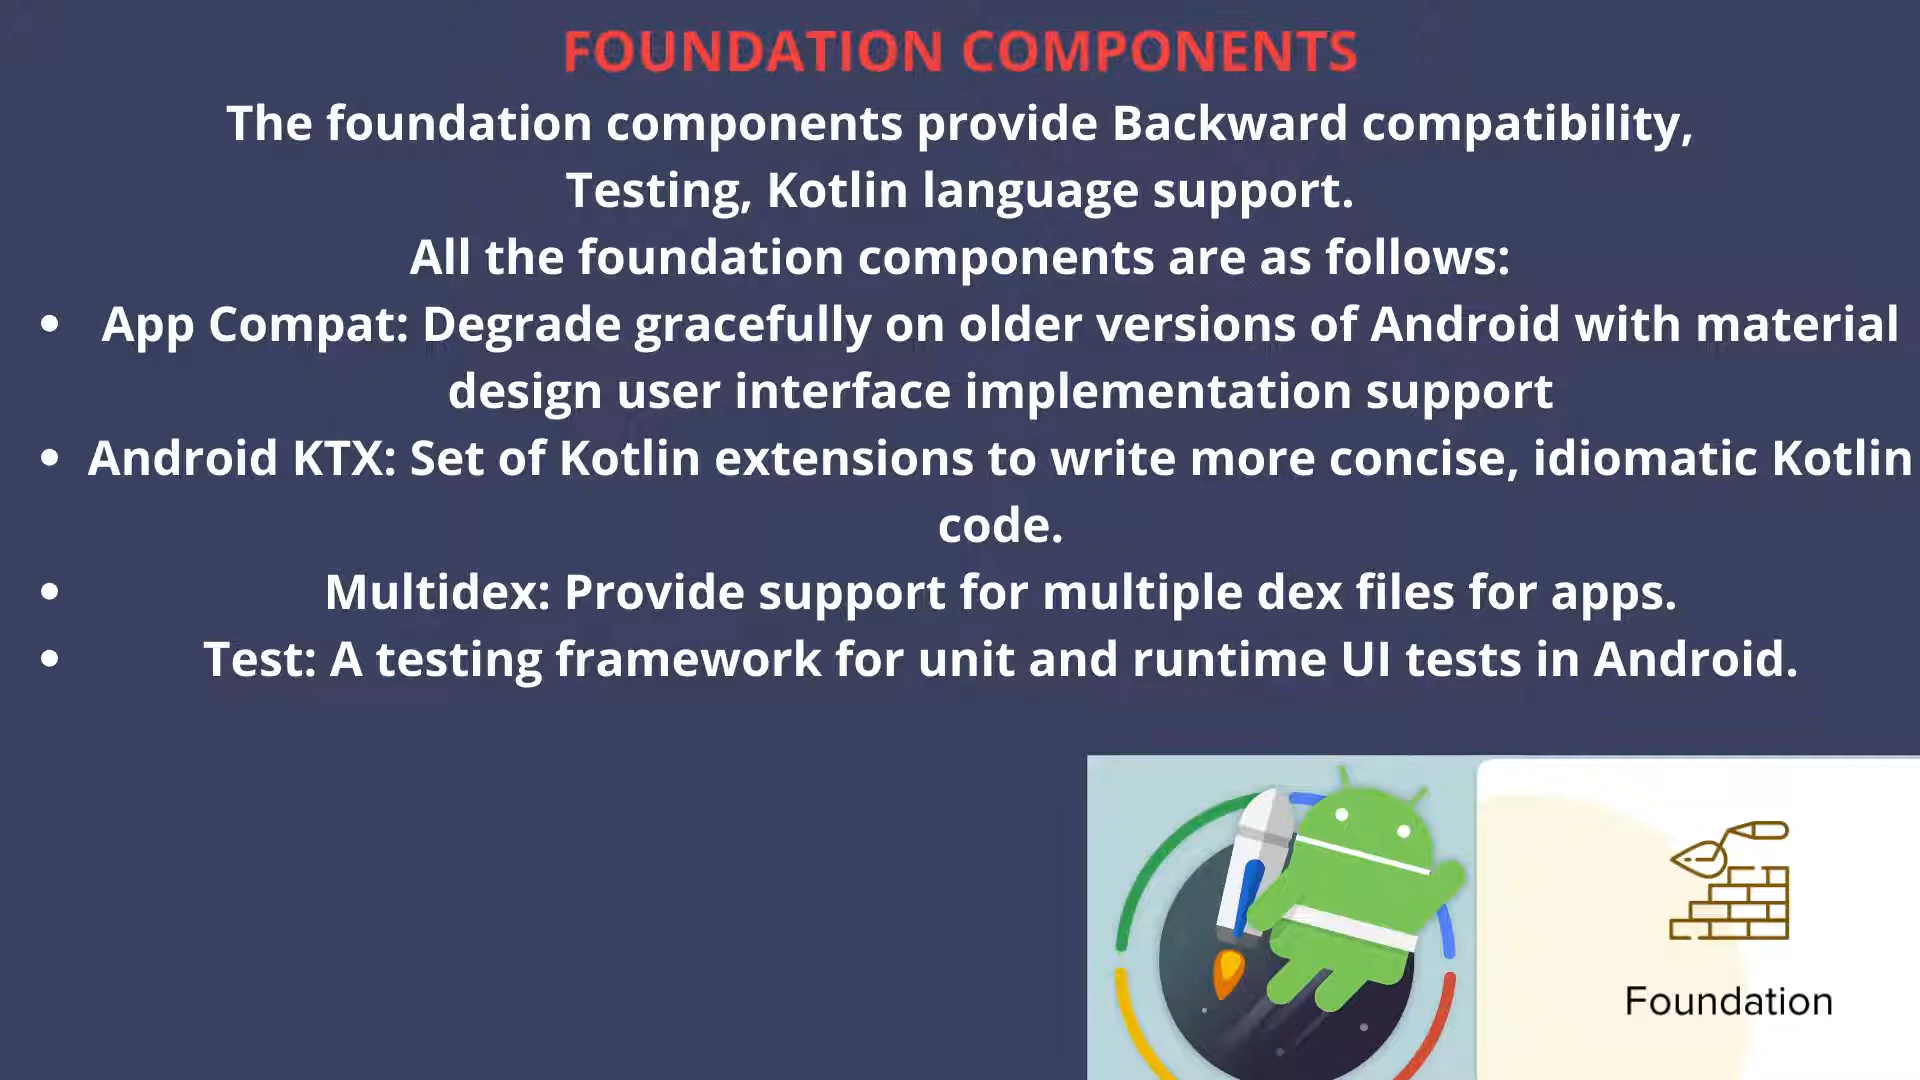 FOUNDATION COMPONENTS
The foundation components provide Backward compatibility,
Testing, Kotlin language support.
All the foundation components are as follows:
• App Compat: Degrade gracefully on older versions of Android with material
design user interface implementation support
• Android KTX: Set of Kotlin extensions to write more concise, idiomatic Kotlin
code.
• Multidex: Provide support for multiple dex files for apps.
• Test: A testing framework for unit and runtime UI tests in Android.
Foundation